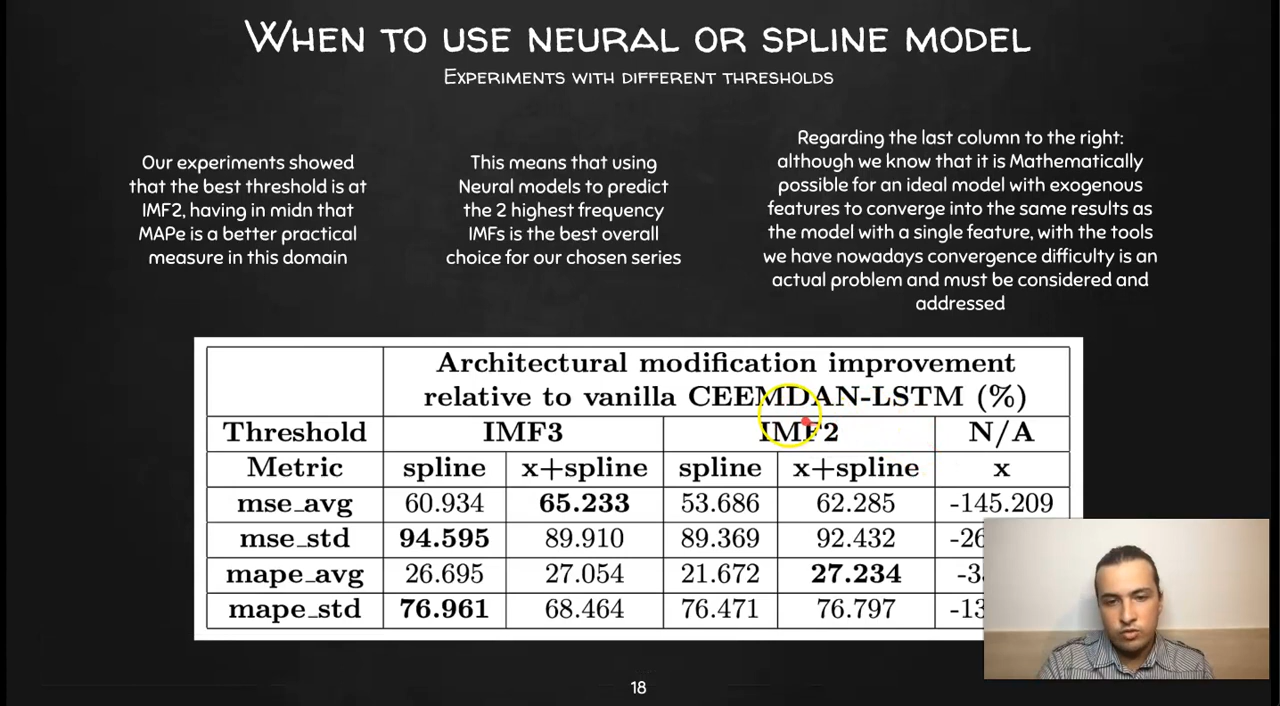 When to use neural or spline model
Experiments with different thresholds
Our experiments showed
that the best threshold is at
IMF2, having in midn that
MAPe is a better practical
measure in this domain
This means that using
Neural models to predict
the 2 highest frequency
IMFs is the best overall
choice for our chosen series
Regarding the last column to the right:
although we know that it is Mathematically
possible for an ideal model with exogenous
features to converge into the same results as
the model with a single feature, with the tools
we have nowadays convergence difficulty is an
actual problem and must be considered and
addressed
Architectural modification improvement
relative to vanilla CEEMDAN-LSTM (%)
Threshold IMF3 IMF2 N/A
Metric spline x+spline spline x+spline x
mse_avg 60.934 65.233 53.686 62.285 -145.209
mse_std 94.595 89.910 89.369 92.432
mape_avg 26.695 27.054 21.672 27.234
mape_std 76.961 68.464 76.471 76.797
18